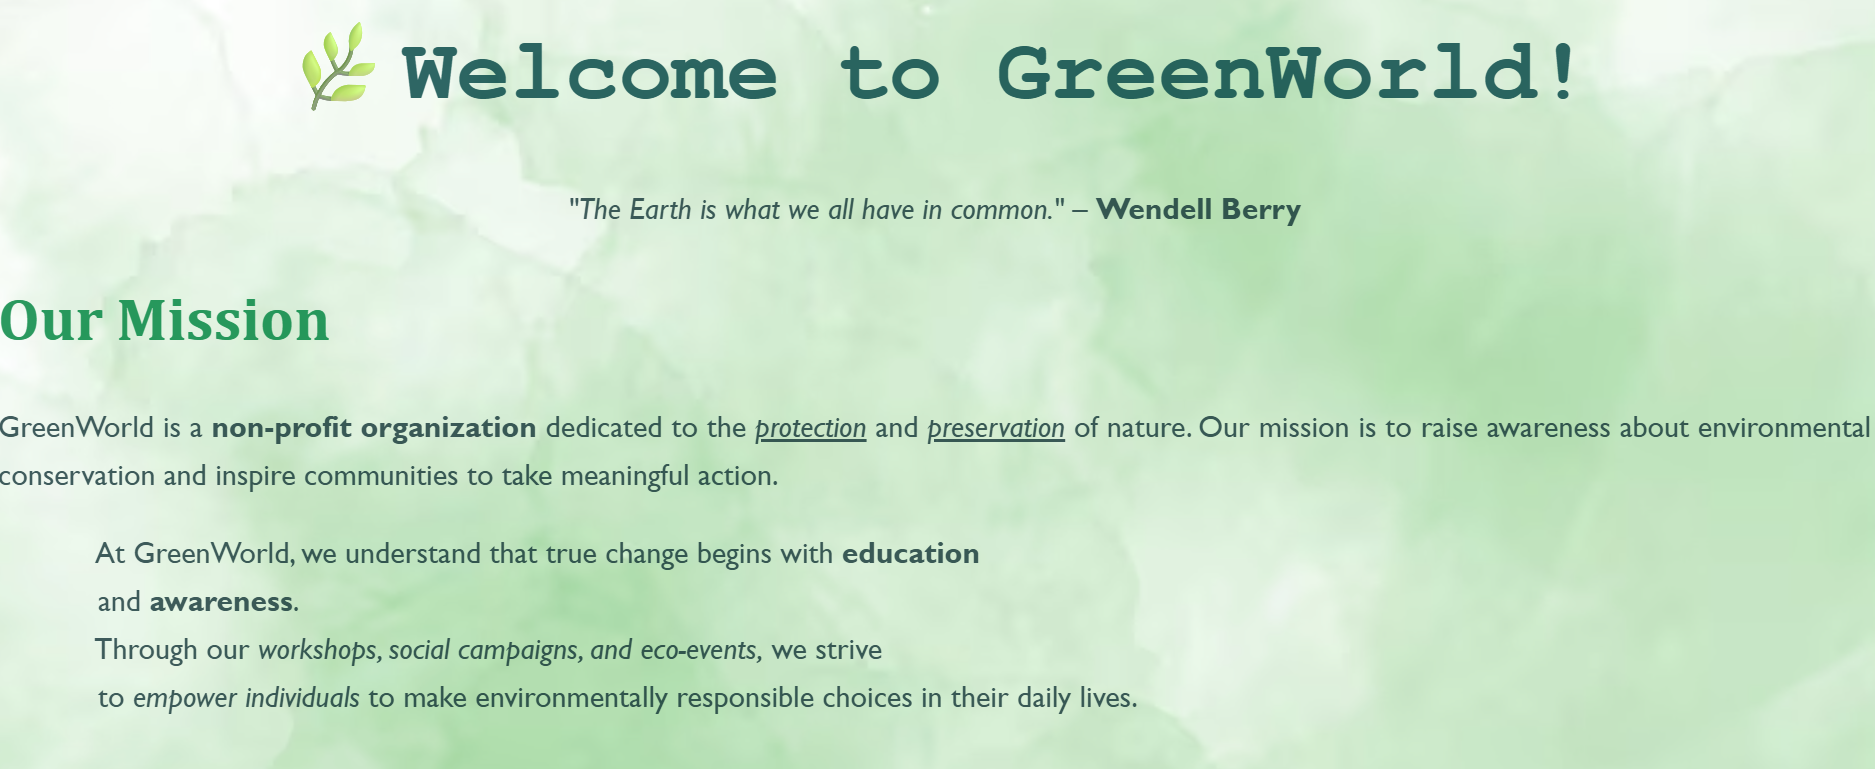 Welcome to GreenWorld!
"The Earth is what we all have in common." – Wendell Berry
Our Mission
GreenWorld is a non-profit organization dedicated to the protection and preservation of nature. Our mission is to raise awareness about environmental
conservation and inspire communities to take meaningful action.
At GreenWorld, we understand that true change begins with education
and awareness.
Through our workshops, social campaigns, and eco-events, we strive
to empower individuals to make environmentally responsible choices in their daily lives.